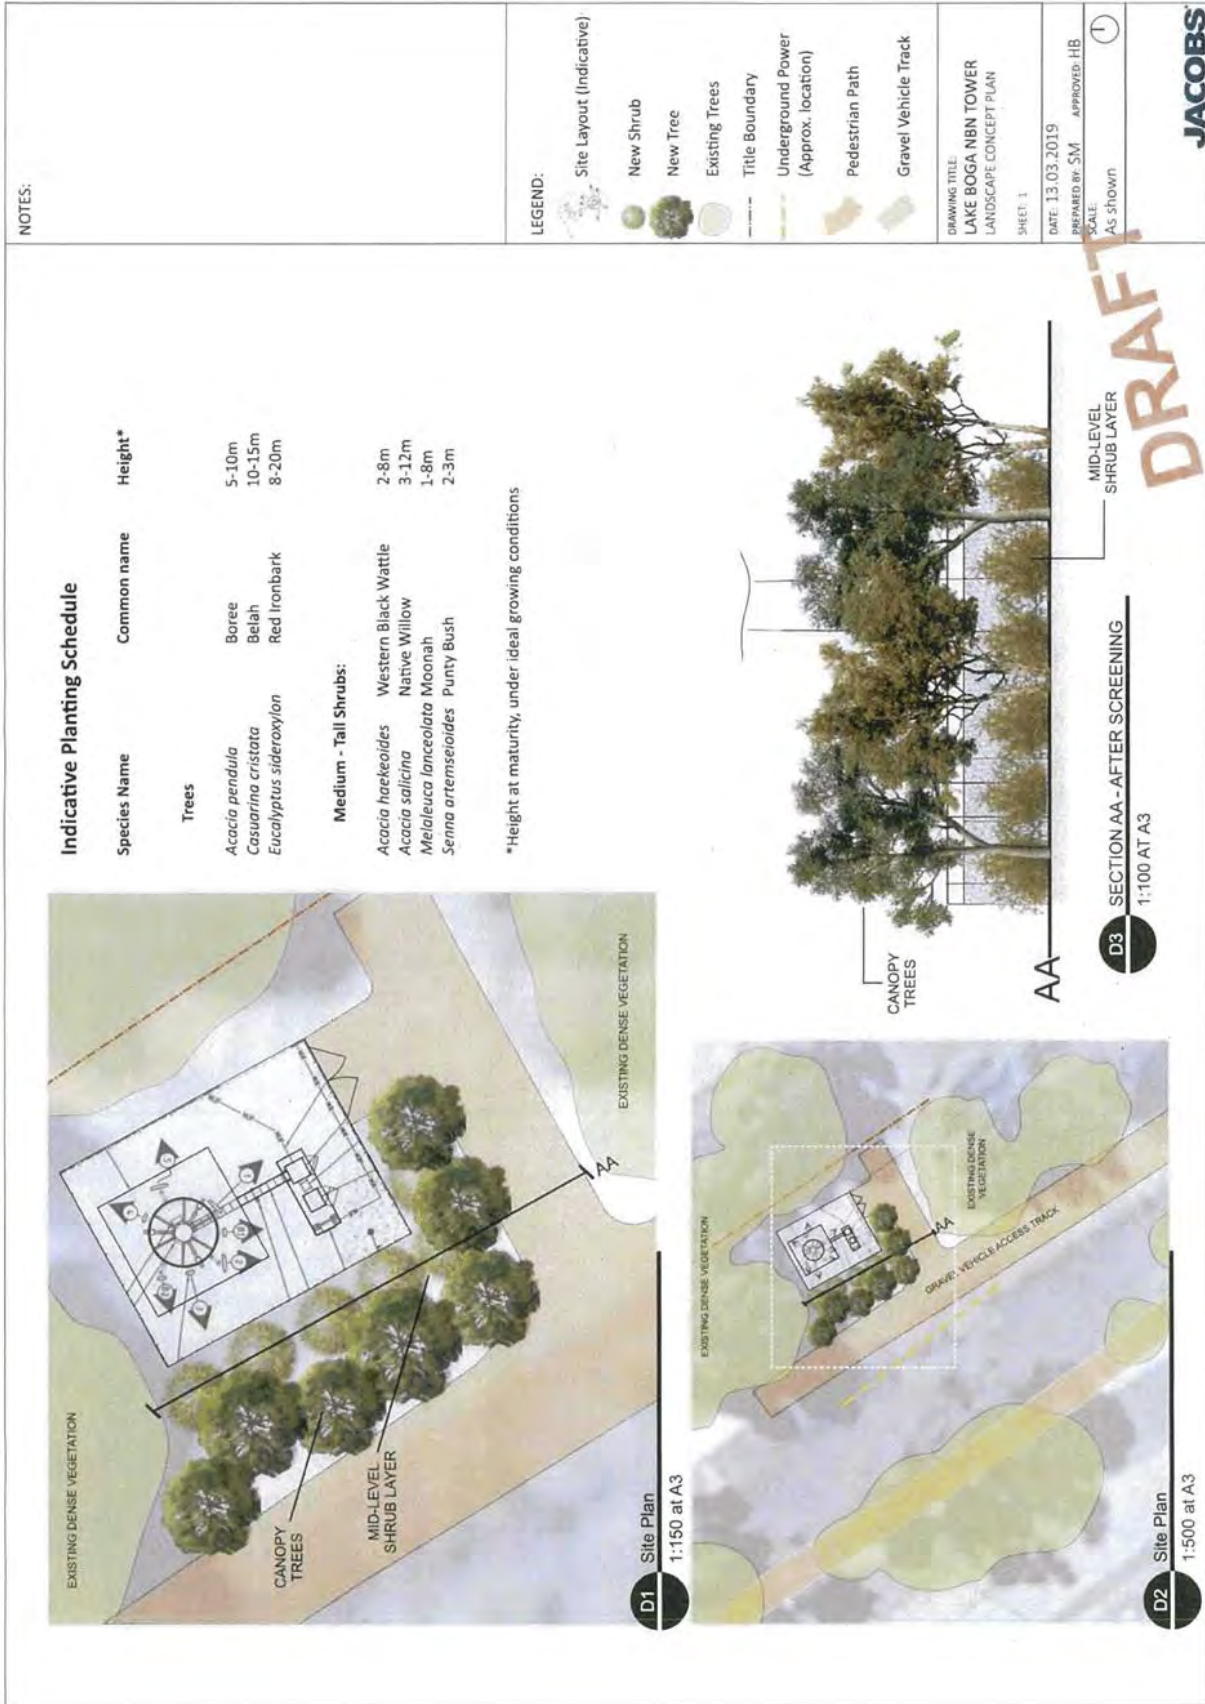 EXISTING DENSE VEGETATION
CANOPY
TREES
MID-LEVEL
SHRUB LAYER
AA
EXISTING DENSE VEGETATION
D1
Site Plan
1:150 at A3
EXISTING DENSE VEGETATION
EXISTING DENSE
VEGETATION
AA
GRAVEL VEHICLE ACCESS TRACK
D2
Site Plan
1:500 at A3
Indicative Planting Schedule
Species Name Common name Height*
Trees
Acacia pendula Boree 5-10m
Casuarina cristata Belah 10-15m
Eucalyptus sideroxylon Red Ironbark 8-20m
Medium - Tall Shrubs:
Acacia haekeoides Western Black Wattle 2-8m
Acacia salicina Native Willow 3-12m
Melaleuca lanceolata Moonah 1-8m
Senna artemseioides Punty Bush 2-3m
*Height at maturity, under ideal growing conditions
CANOPY
TREES
AA
MID-LEVEL
SHRUB LAYER
D3
SECTION AA - AFTER SCREENING
1:100 AT A3
DRAFT
NOTES:
LEGEND:
Site Layout (Indicative)
New Shrub
New Tree
Existing Trees
Title Boundary
Underground Power
(Approx. location)
Pedestrian Path
Gravel Vehicle Track
DRAWING TITLE:
LAKE BOGA NBN TOWER
LANDSCAPE CONCEPT PLAN
SHEET: 1
DATE: 13.03.2019
PREPARED BY: SM APPROVED: HB
SCALE:
As shown
JACOBS